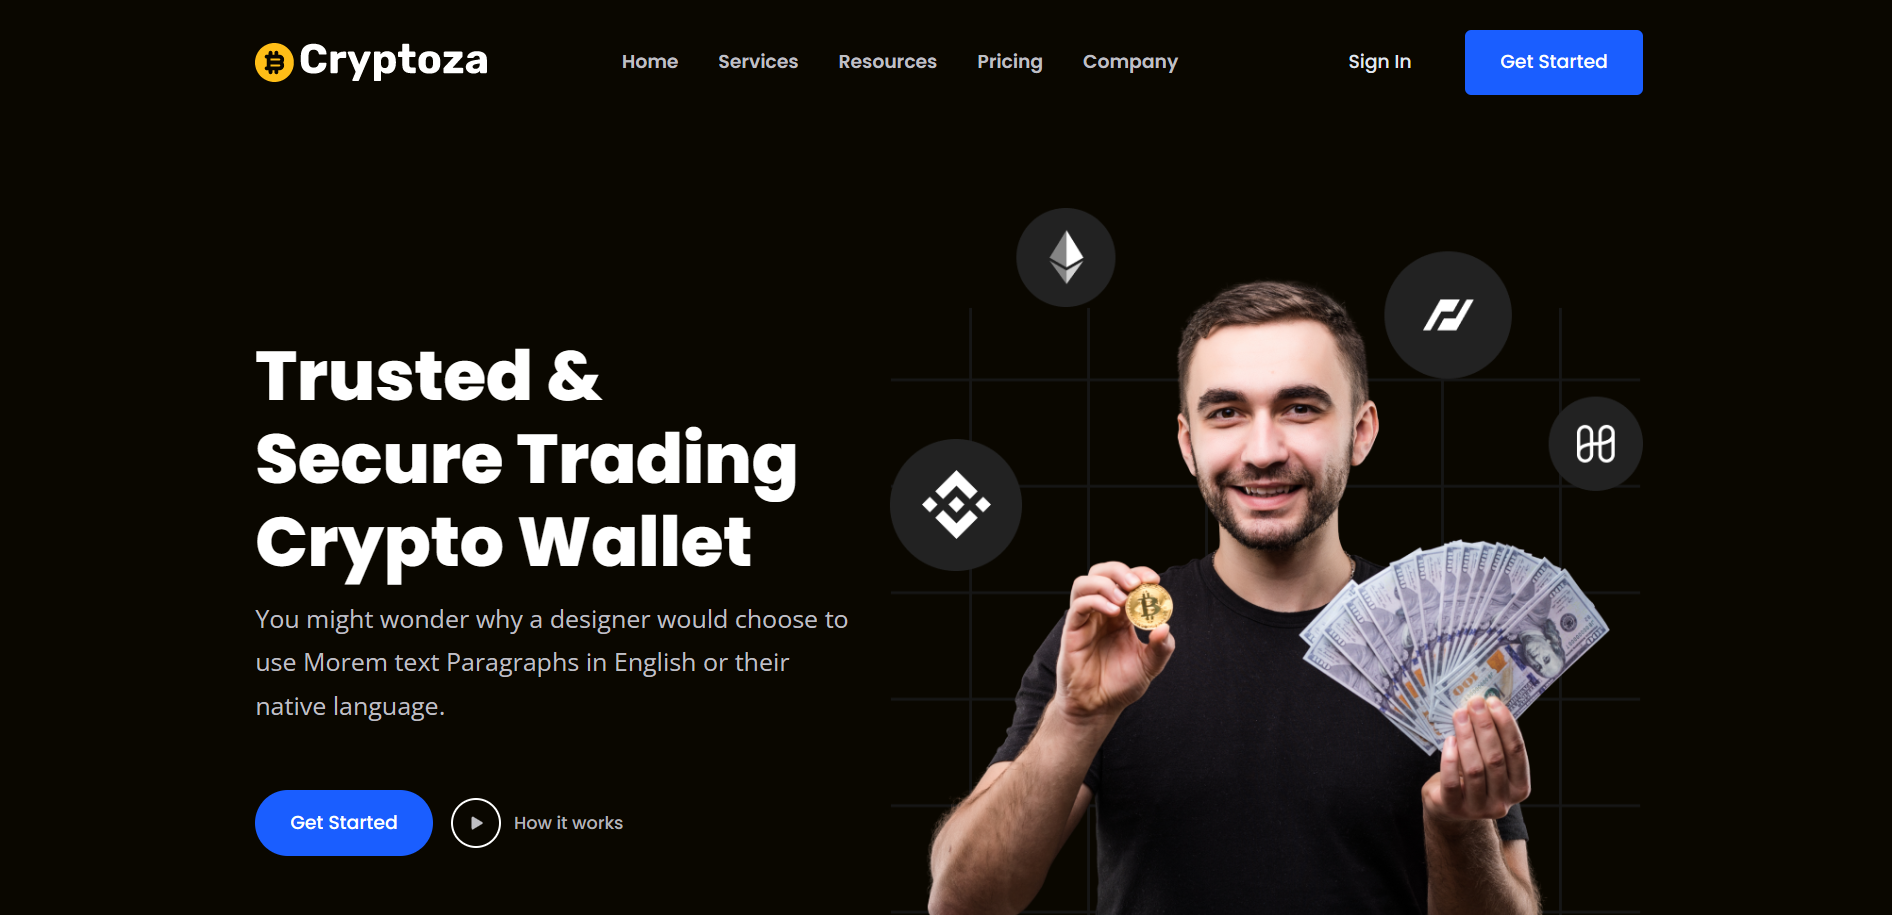 Cryptoza
Home Services Resources Pricing Company
Sign In
Get Started
Trusted &
Secure Trading
Crypto Wallet
You might wonder why a designer would choose to
use Morem text Paragraphs in English or their
native language.
Get Started
How it works
100